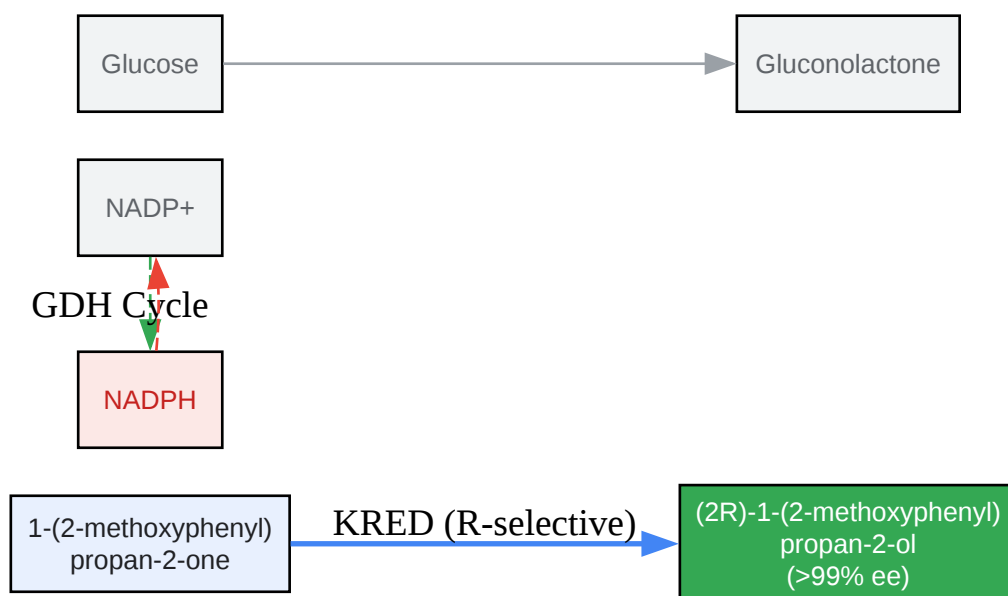 Glucose
Gluconolactone
NADP+
GDH Cycle
NADPH
1-(2-methoxyphenyl)
propan-2-one
KRED (R-selective)
(2R)-1-(2-methoxyphenyl)
propan-2-ol
(>99% ee)